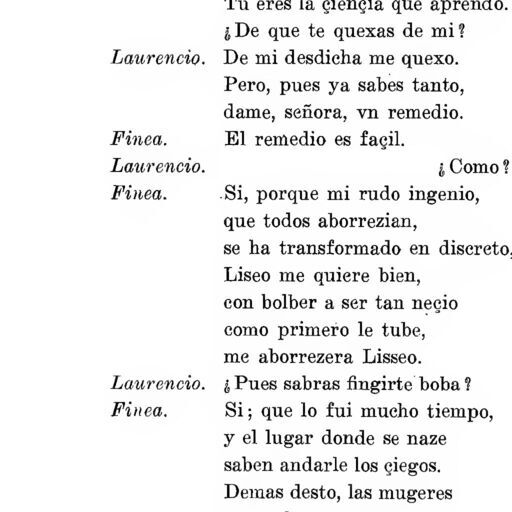 Tu eres la çiençia que aprendo.
¿De que te quexas de mi?
Laurencio. De mi desdicha me quexo.
Pero, pues ya sabes tanto,
dame, señora, vn remedio.
Finea. El remedio es façil.
Laurencio. ¿Como?
Finea. Si, porque mi rudo ingenio,
que todos aborrezian,
se ha transformado en discreto,
Liseo me quiere bien,
con bolber a ser tan neçio
como primero le tube,
me aborrezera Lisseo.
Laurencio. ¿Pues sabras fingirte boba?
Finea. Si; que lo fui mucho tiempo,
y el lugar donde se naze
saben andarle los çiegos.
Demas desto, las mugeres